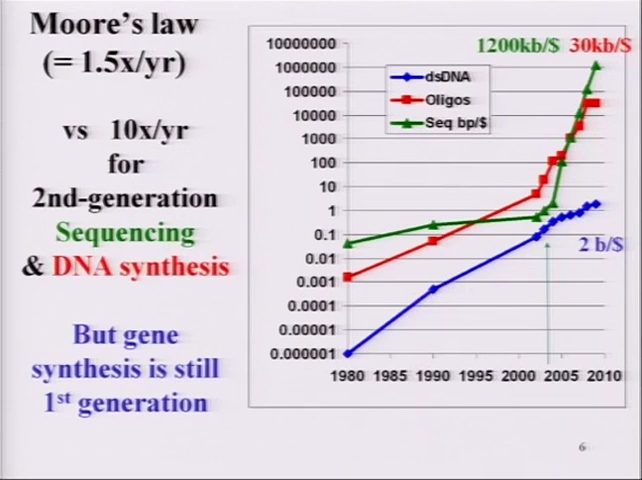 Moore's law
(= 1.5x/yr)
vs 10x/yr
for
2nd-generation
Sequencing
& DNA synthesis
But gene
synthesis is still
1st generation
1200kb/$ 30kb/$
10000000
1000000
100000
10000
1000
100
10
1
0.1
0.01
0.001
0.0001
0.00001
0.000001
dsDNA
Oligos
Seq bp/$
2 b/$
1980 1985 1990 1995 2000 2005 2010
6